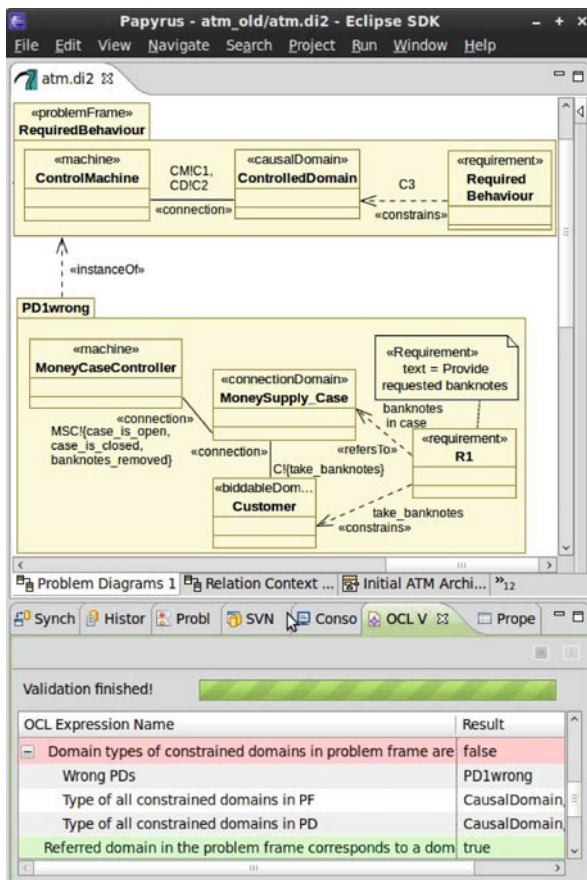 Papyrus - atm_old/atm.di2 - Eclipse SDK
File Edit View Navigate Search Project Run Window Help
atm.di2
«problemFrame»
RequiredBehaviour
«machine»
ControlMachine
CM!C1,
CD!C2
«connection»
«causalDomain»
ControlledDomain
C3
«constrains»
«requirement»
Required
Behaviour
«instanceOf»
PD1wrong
«machine»
MoneyCaseController
«connection»
MSC!{case_is_open,
case_is_closed,
banknotes_removed}
«connectionDomain»
MoneySupply_Case
«connection»
C!{take_banknotes}
«biddableDom...
Customer
«Requirement»
text = Provide
requested banknotes
banknotes
in case
«refersTo»
«requirement»
R1
take_banknotes
«constrains»
Problem Diagrams 1 Relation Context ... Initial ATM Archi... »12
Synch Histor Probl SVN Conso OCL V Prope
Validation finished!
OCL Expression Name Result
Domain types of constrained domains in problem frame are false
Wrong PDs PD1wrong
Type of all constrained domains in PF CausalDomain,
Type of all constrained domains in PD CausalDomain,
Referred domain in the problem frame corresponds to a dom true